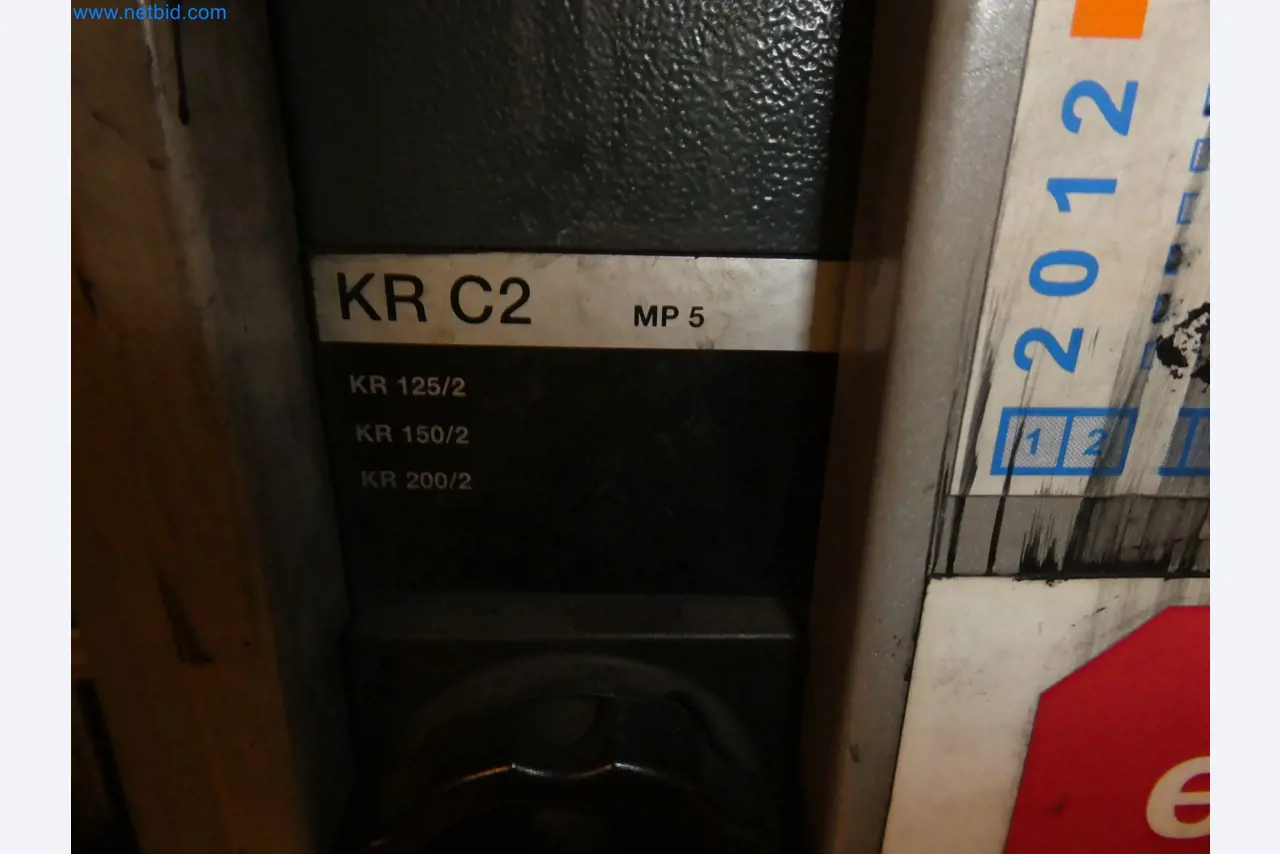 www.netbid.com
KR C2 MP 5
KR 125/2
KR 150/2
KR 200/2
2012
1 2
e